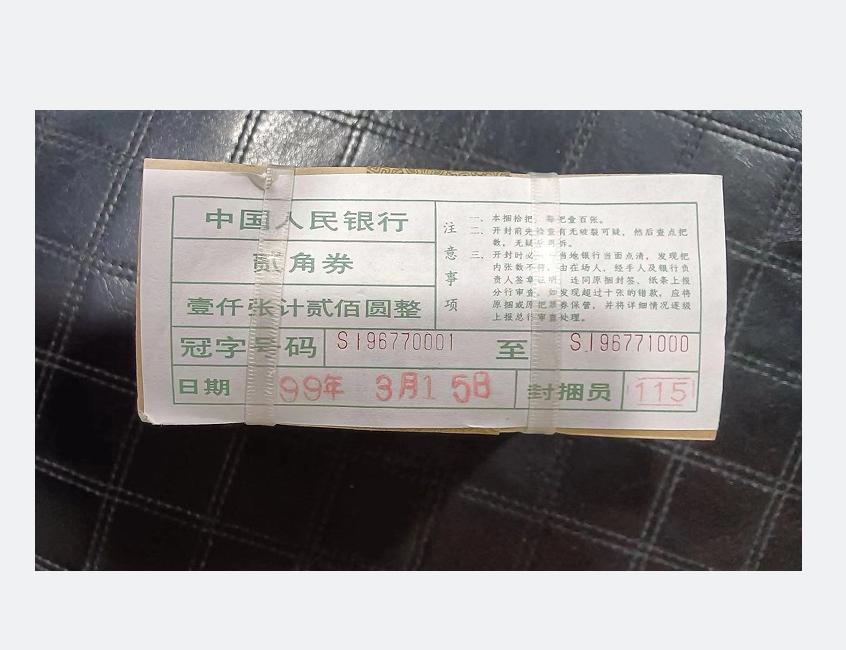 中国人民银行
贰角券
壹仟张计贰佰圆整
冠字号码 SI96770001 至 SI96771000
日期 99年 3月15日 封捆员 115
注意事项
一、本捆拾把，每把壹百张。
二、开封前先检查有无破裂可疑，然后查点把
数，无疑后再拆。
三、开封时必 当地银行当面点清，发现把
内张数不符，由在场人、经手人及银行负
责人签章证明，连同原捆封签、纸条上报
分行审查，如发现超过十张的错款，应将
原捆或原把票券保管，并将详细情况逐级
上报总行审查处理。